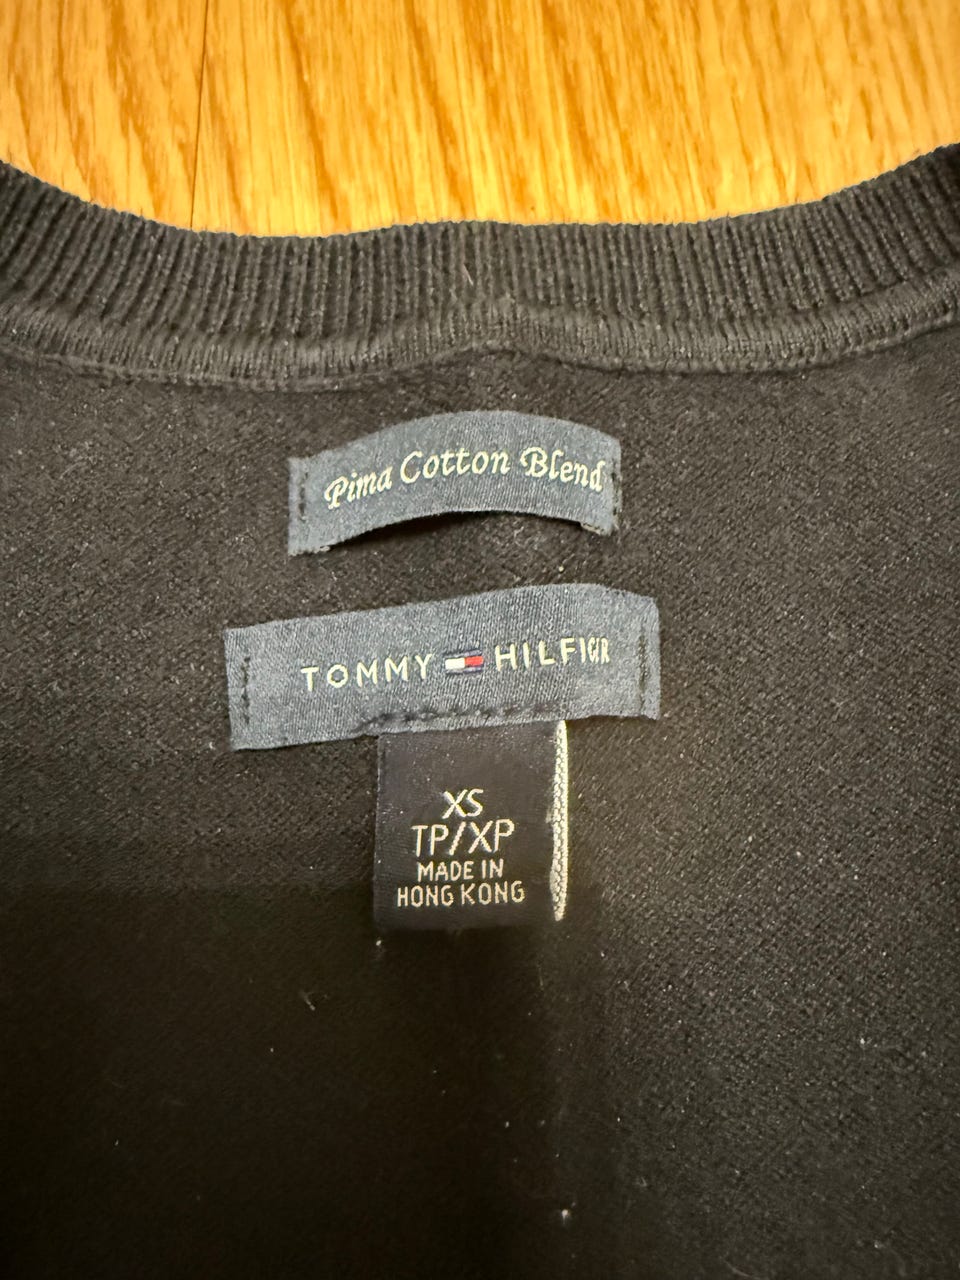 Pima Cotton Blend
TOMMY HILFIGR
XS
TP/XP
MADE IN
HONG KONG